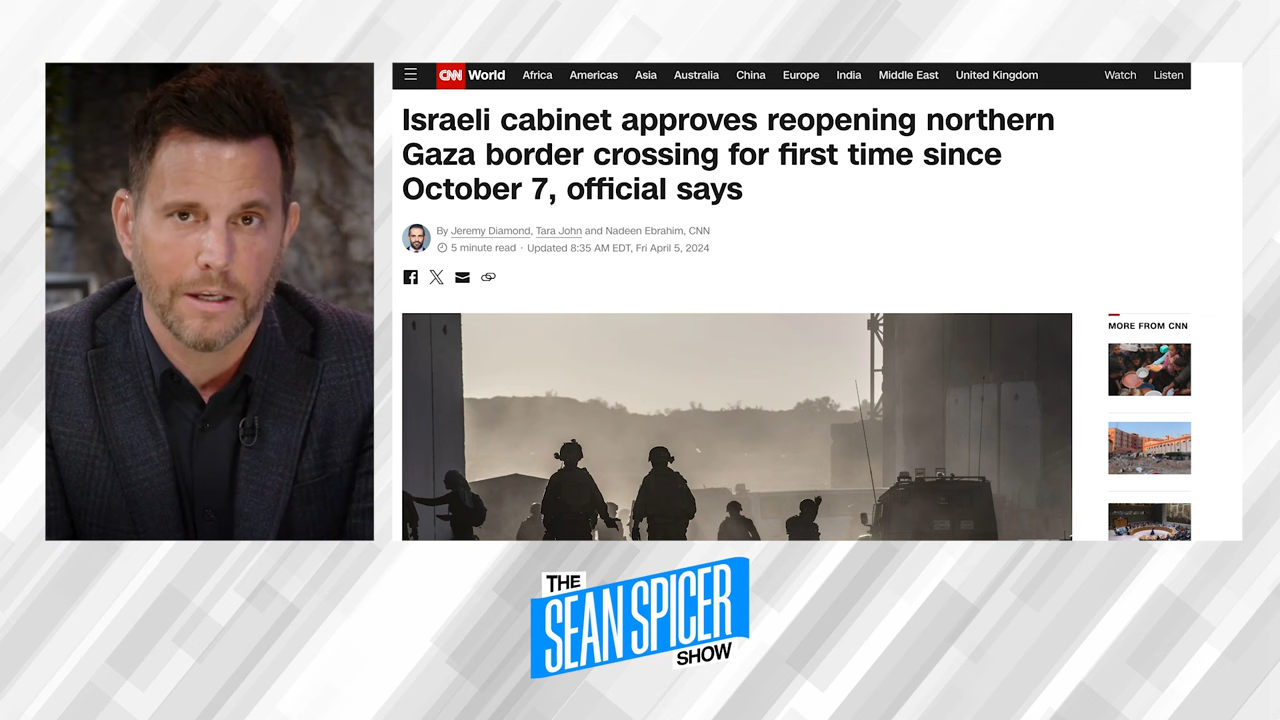 CNN World Africa Americas Asia Australia China Europe India Middle East United Kingdom Watch Listen
Israeli cabinet approves reopening northern
Gaza border crossing for first time since
October 7, official says
By Jeremy Diamond, Tara John and Nadeen Ebrahim, CNN
5 minute read · Updated 8:35 AM EDT, Fri April 5, 2024
MORE FROM CNN
THE
SEAN SPICER
SHOW